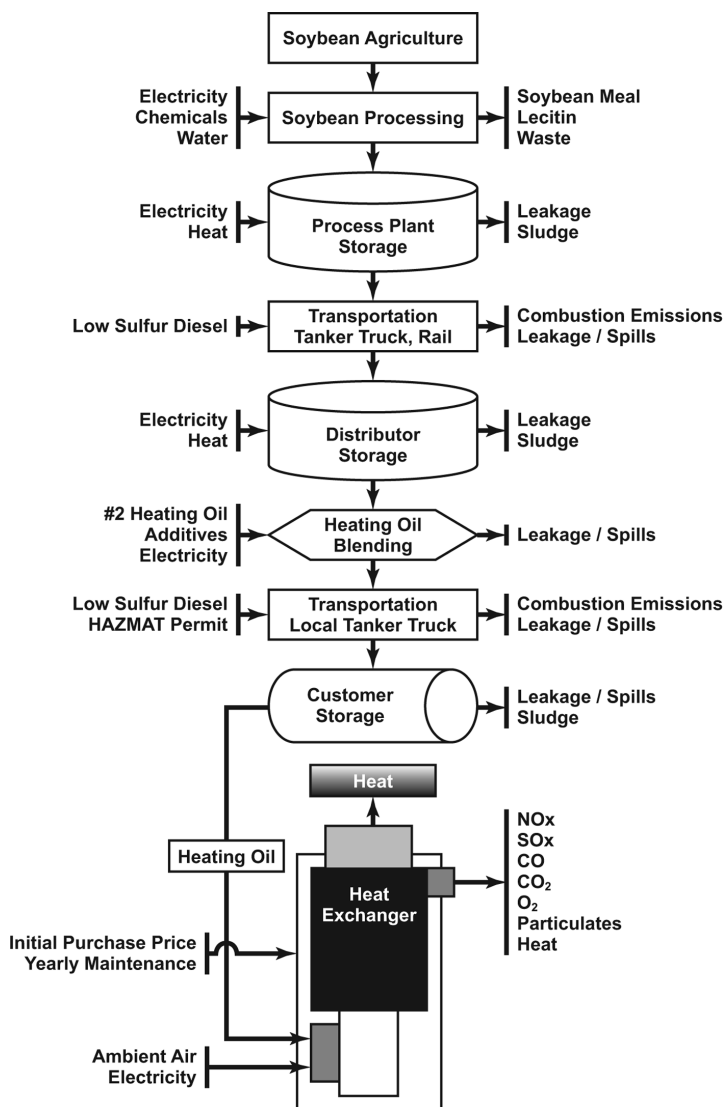 Soybean Agriculture
Electricity
Chemicals
Water
Soybean Processing
Soybean Meal
Lecitin
Waste
Electricity
Heat
Process Plant
Storage
Leakage
Sludge
Low Sulfur Diesel
Transportation
Tanker Truck, Rail
Combustion Emissions
Leakage / Spills
Electricity
Heat
Distributor
Storage
Leakage
Sludge
#2 Heating Oil
Additives
Electricity
Heating Oil
Blending
Leakage / Spills
Low Sulfur Diesel
HAZMAT Permit
Transportation
Local Tanker Truck
Combustion Emissions
Leakage / Spills
Customer
Storage
Leakage / Spills
Sludge
Heat
Heating Oil
Heat
Exchanger
NOx
SOx
CO
CO₂
O₂
Particulates
Heat
Initial Purchase Price
Yearly Maintenance
Ambient Air
Electricity